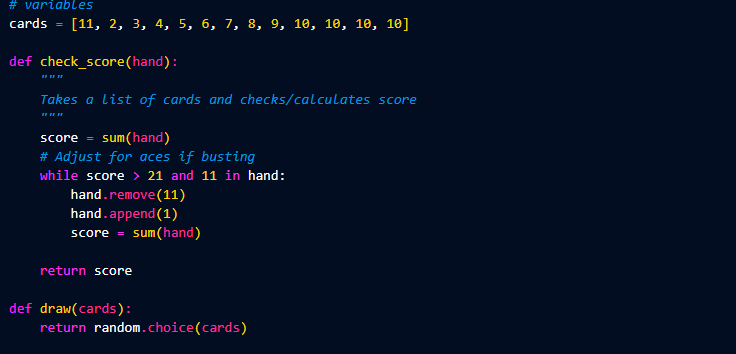 # variables
cards = [11, 2, 3, 4, 5, 6, 7, 8, 9, 10, 10, 10, 10]

def check_score(hand):
    """
    Takes a list of cards and checks/calculates score
    """
    score = sum(hand)
    # Adjust for aces if busting
    while score > 21 and 11 in hand:
        hand.remove(11)
        hand.append(1)
        score = sum(hand)

    return score

def draw(cards):
    return random.choice(cards)